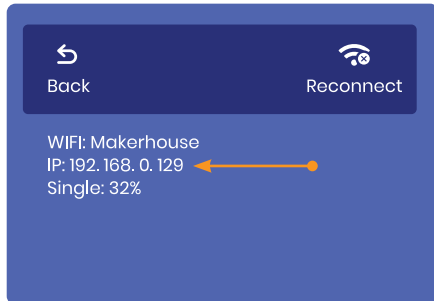 Back
Reconnect
WIFI: Makerhouse
IP: 192. 168. 0. 129
Single: 32%